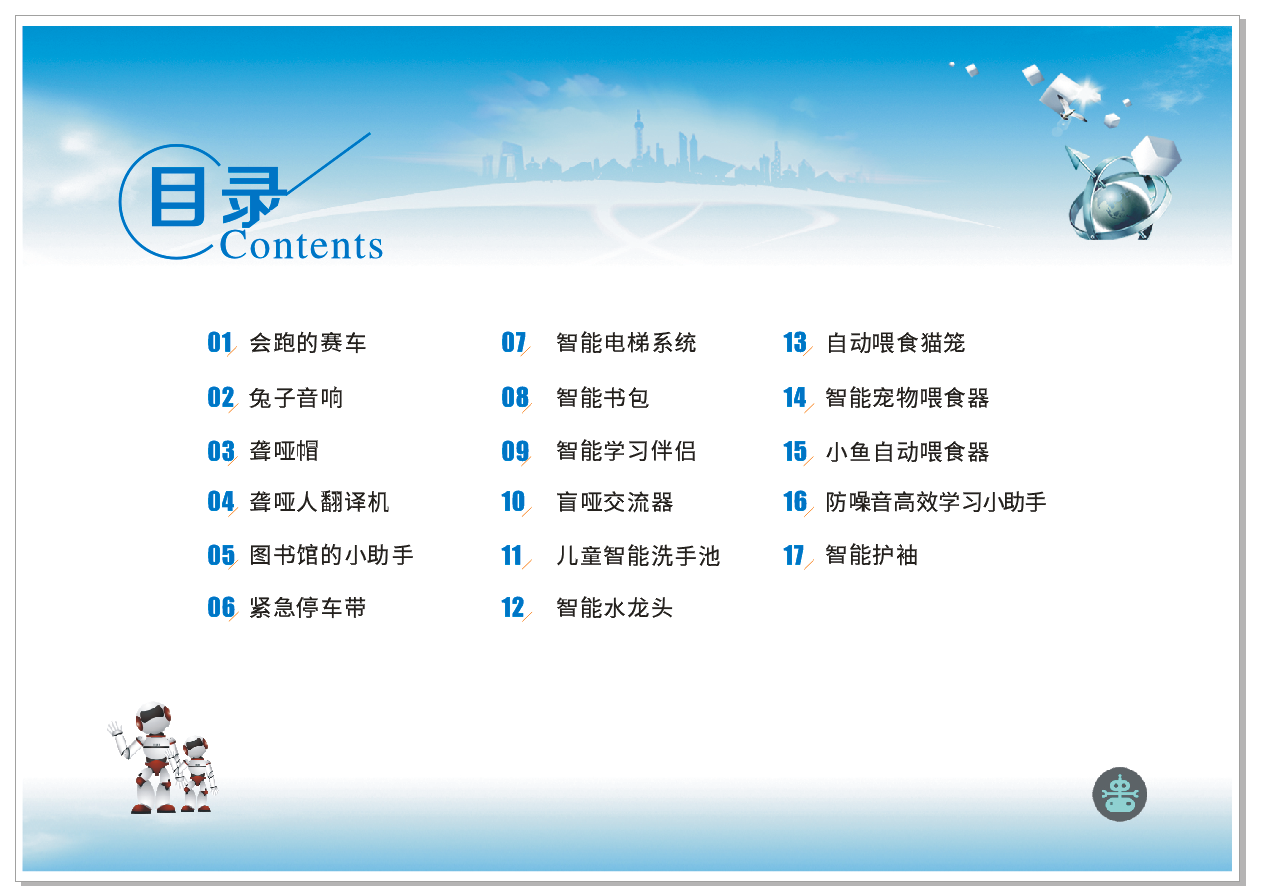 目录
Contents
01 会跑的赛车
02 兔子音响
03 聋哑帽
04 聋哑人翻译机
05 图书馆的小助手
06 紧急停车带
07 智能电梯系统
08 智能书包
09 智能学习伴侣
10 盲哑交流器
11 儿童智能洗手池
12 智能水龙头
13 自动喂食猫笼
14 智能宠物喂食器
15 小鱼自动喂食器
16 防噪音高效学习小助手
17 智能护袖